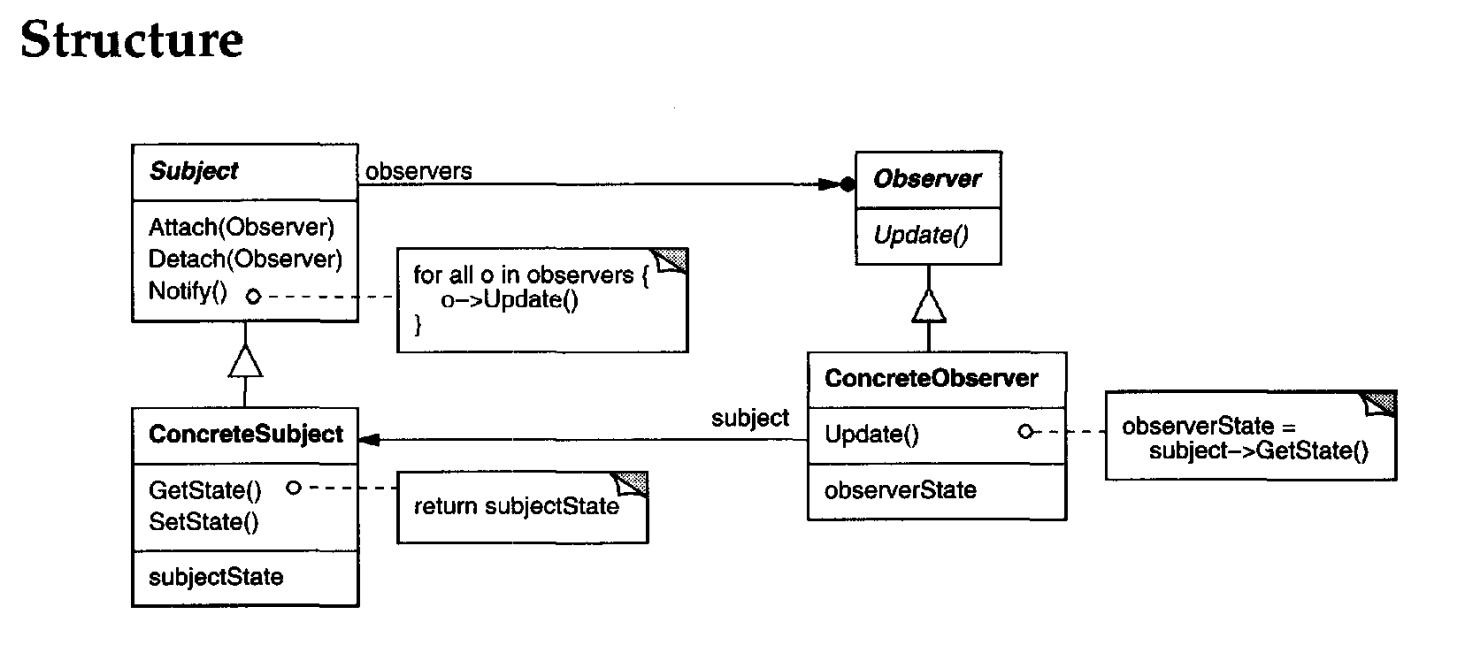 Structure
Subject
observers
Observer
Attach(Observer)
Detach(Observer)
Notify()
for all o in observers {
o–>Update()
}
Update()
ConcreteSubject
subject
ConcreteObserver
GetState()
SetState()
return subjectState
Update()
observerState =
subject–>GetState()
subjectState
observerState